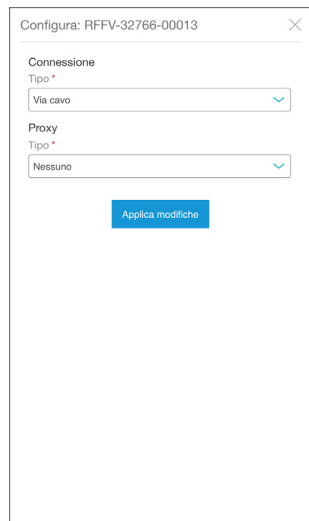 Configura: RFFV-32766-00013
Connessione
Tipo *
Via cavo
Proxy
Tipo *
Nessuno
Applica modifiche